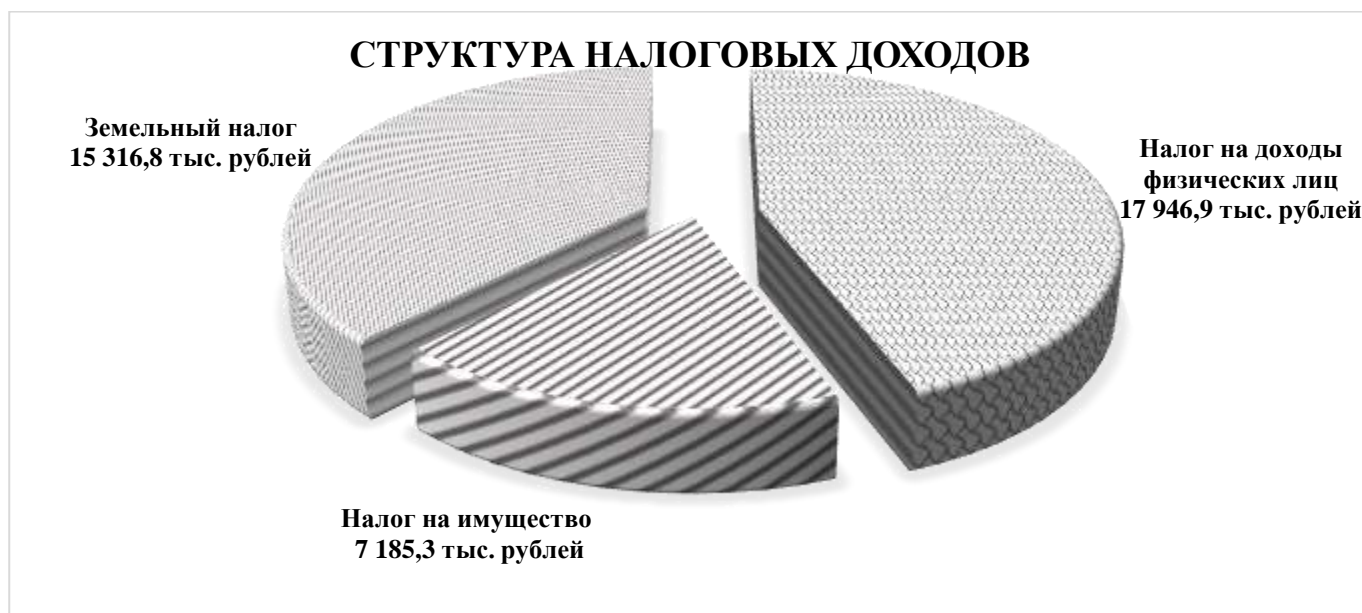 СТРУКТУРА НАЛОГОВЫХ ДОХОДОВ
Земельный налог
15 316,8 тыс. рублей
Налог на доходы
физических лиц
17 946,9 тыс. рублей
Налог на имущество
7 185,3 тыс. рублей